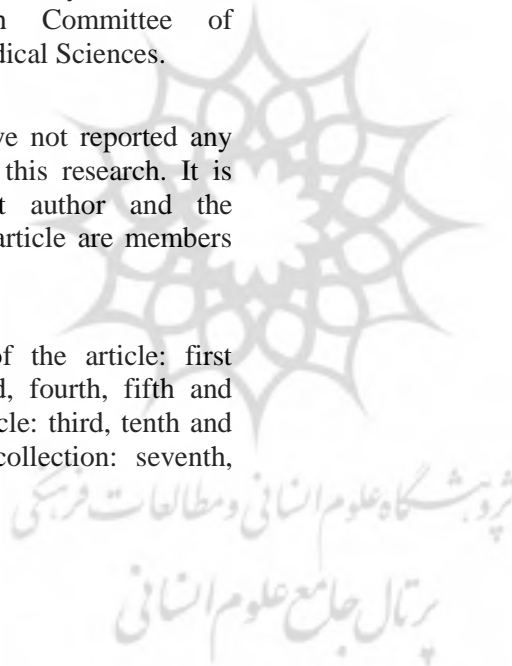 Committee of
dical Sciences.
ve not reported any
this research. It is
author and the
article are members
of the article: first
fourth, fifth and
cle: third, tenth and
collection: seventh,
پژوهشگاه علوم انسانی و مطالعات فرهنگی
پرتال جامع علوم انسانی